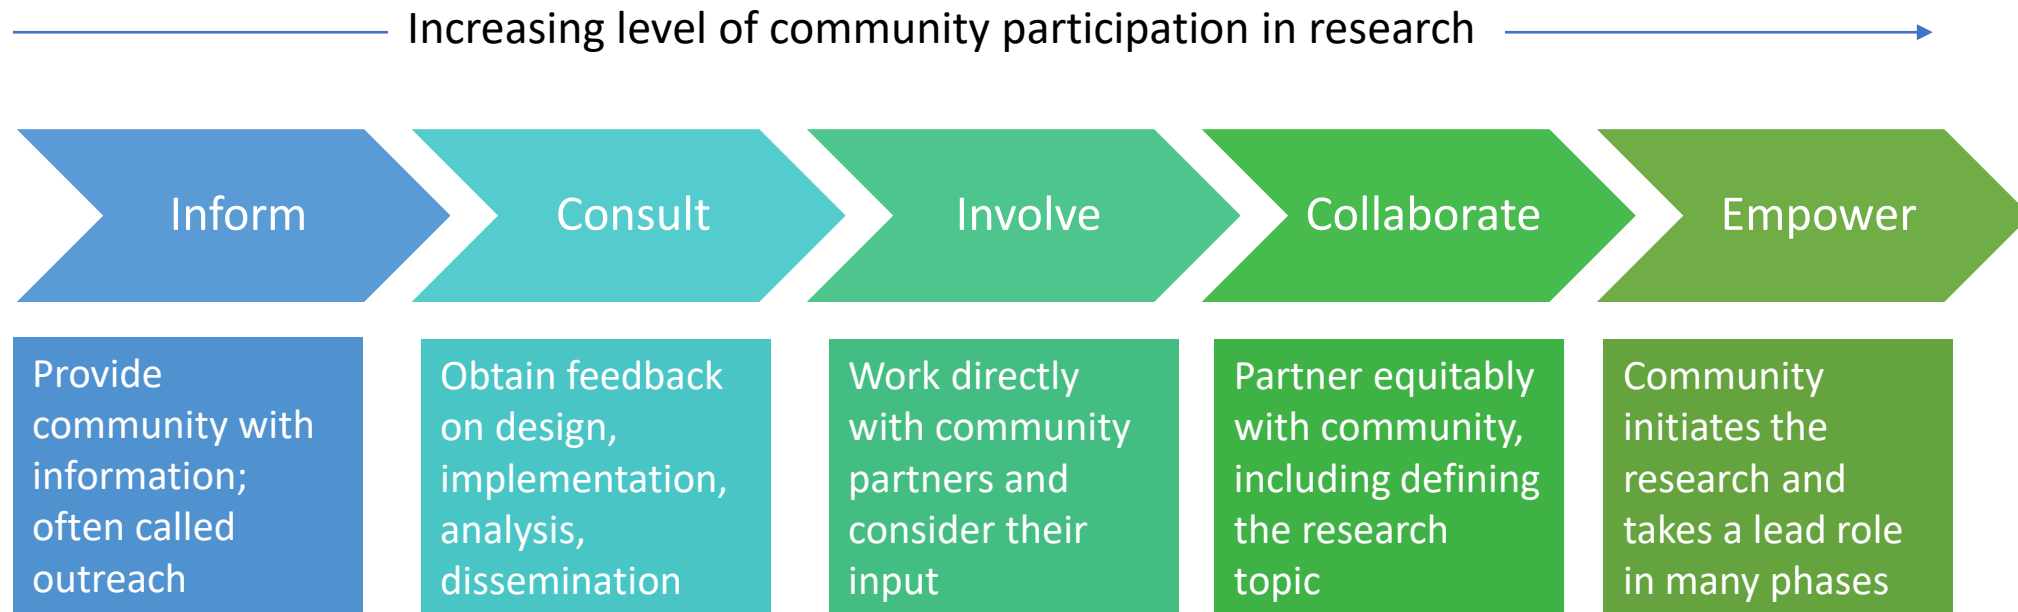 Increasing level of community participation in research
Inform
Consult
Involve
Collaborate
Empower
Provide
community with
information;
often called
outreach
Obtain feedback
on design,
implementation,
analysis,
dissemination
Work directly
with community
partners and
consider their
input
Partner equitably
with community,
including defining
the research
topic
Community
initiates the
research and
takes a lead role
in many phases